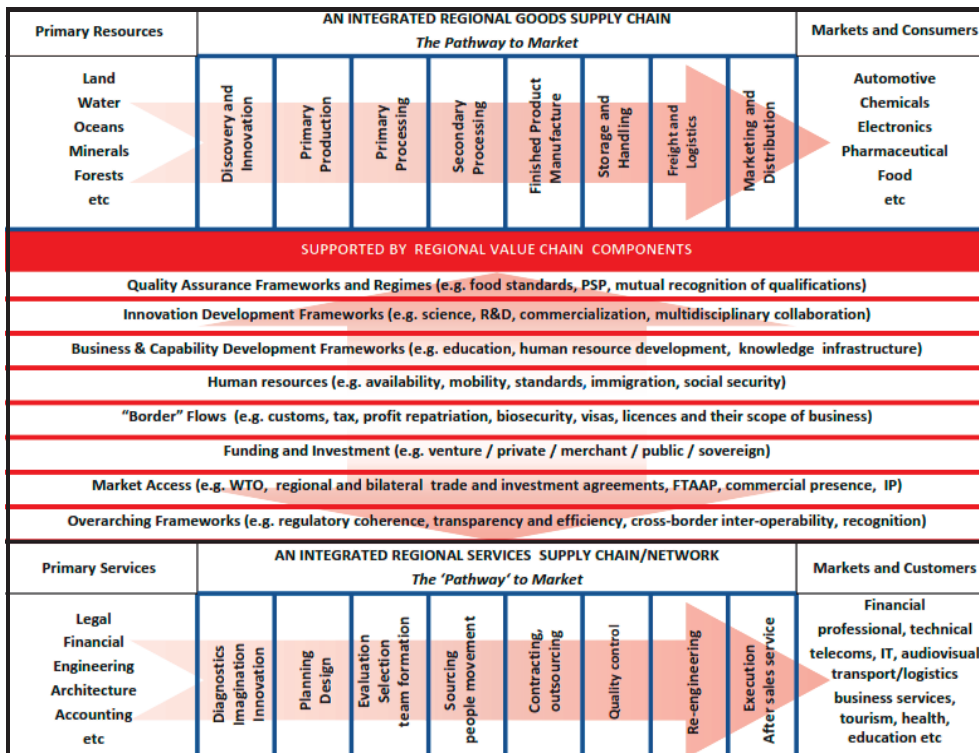 Primary Resources
AN INTEGRATED REGIONAL GOODS SUPPLY CHAIN
The Pathway to Market
Markets and Consumers
Land
Water
Oceans
Minerals
Forests
etc
Discovery and
Innovation
Primary
Production
Primary
Processing
Secondary
Processing
Finished Product
Manufacture
Storage and
Handling
Freight and
Logistics
Marketing and
Distribution
Automotive
Chemicals
Electronics
Pharmaceutical
Food
etc
SUPPORTED BY REGIONAL VALUE CHAIN COMPONENTS
Quality Assurance Frameworks and Regimes (e.g. food standards, PSP, mutual recognition of qualifications)
Innovation Development Frameworks (e.g. science, R&D, commercialization, multidisciplinary collaboration)
Business & Capability Development Frameworks (e.g. education, human resource development, knowledge infrastructure)
Human resources (e.g. availability, mobility, standards, immigration, social security)
“Border” Flows (e.g. customs, tax, profit repatriation, biosecurity, visas, licences and their scope of business)
Funding and Investment (e.g. venture / private / merchant / public / sovereign)
Market Access (e.g. WTO, regional and bilateral trade and investment agreements, FTAAP, commercial presence, IP)
Overarching Frameworks (e.g. regulatory coherence, transparency and efficiency, cross-border inter-operability, recognition)
Primary Services
AN INTEGRATED REGIONAL SERVICES SUPPLY CHAIN/NETWORK
The ‘Pathway’ to Market
Markets and Customers
Legal
Financial
Engineering
Architecture
Accounting
etc
Diagnostics
Imagination
Innovation
Planning
Design
Evaluation
Selection
team formation
Sourcing
people movement
Contracting,
outsourcing
Quality control
Re-engineering
Execution
After sales service
Financial
professional, technical
telecoms, IT, audiovisual
transport/logistics
business services,
tourism, health,
education etc